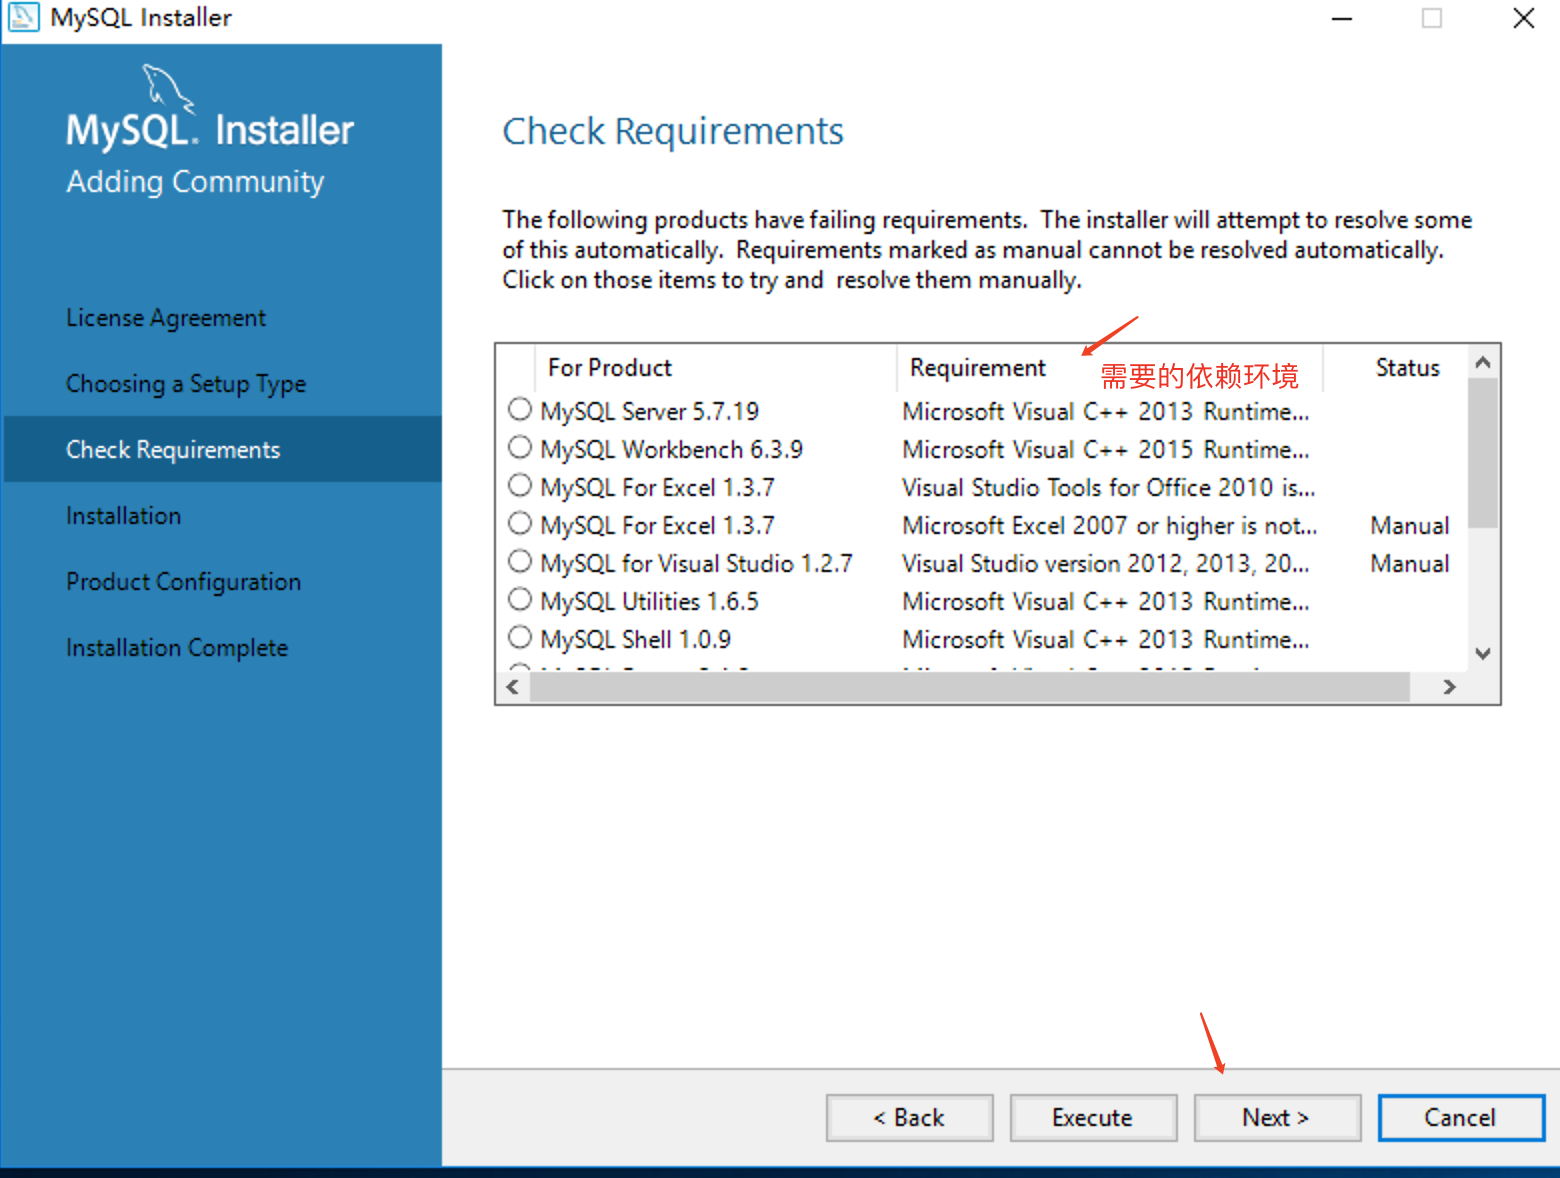 MySQL Installer
MySQL. Installer
Adding Community
License Agreement
Choosing a Setup Type
Check Requirements
Installation
Product Configuration
Installation Complete
Check Requirements
The following products have failing requirements.  The installer will attempt to resolve some
of this automatically.  Requirements marked as manual cannot be resolved automatically.
Click on those items to try and  resolve them manually.
For Product Requirement 需要的依赖环境 Status
MySQL Server 5.7.19 Microsoft Visual C++ 2013 Runtime...
MySQL Workbench 6.3.9 Microsoft Visual C++ 2015 Runtime...
MySQL For Excel 1.3.7 Visual Studio Tools for Office 2010 is...
MySQL For Excel 1.3.7 Microsoft Excel 2007 or higher is not... Manual
MySQL for Visual Studio 1.2.7 Visual Studio version 2012, 2013, 20... Manual
MySQL Utilities 1.6.5 Microsoft Visual C++ 2013 Runtime...
MySQL Shell 1.0.9 Microsoft Visual C++ 2013 Runtime...
< Back Execute Next > Cancel